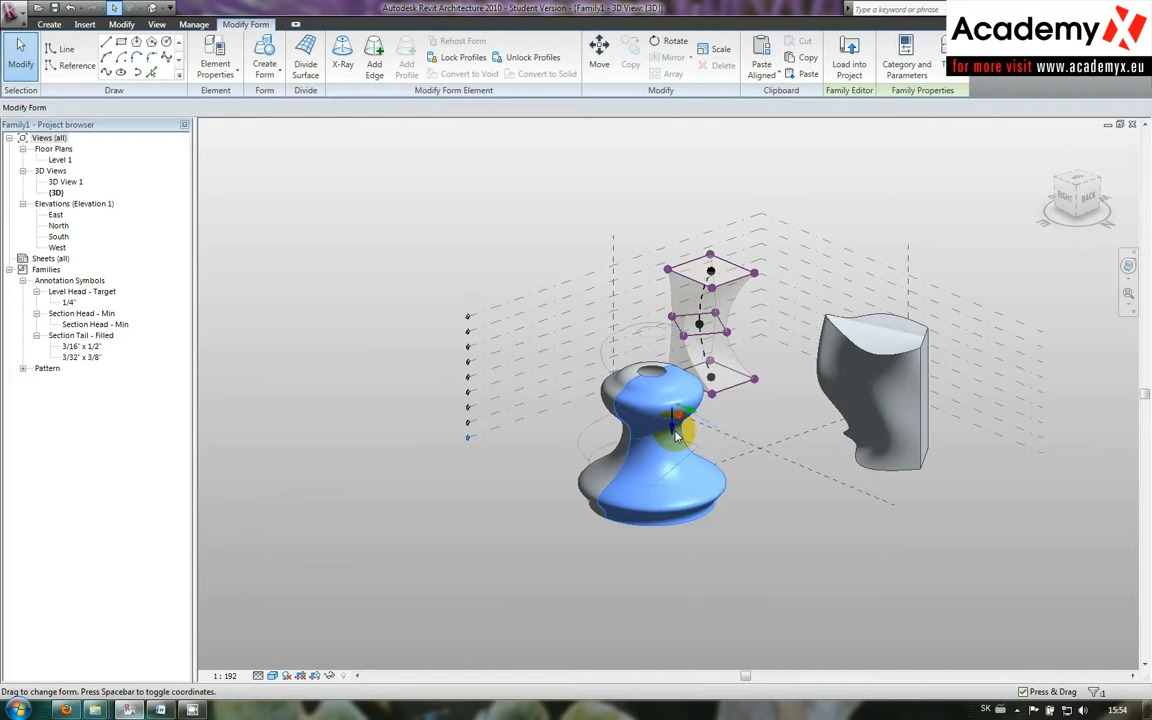 Autodesk Revit Architecture 2010 - Student Version - [Family1 - 3D View: {3D}]
Type a keyword or phrase
AcademyX
for more visit www.academyx.eu
Create Insert Modify View Manage Modify Form
Modify
Line
Reference
Element Properties
Create Form
Divide Surface
X-Ray
Add Edge
Add Profile
Rehost Form
Lock Profiles Unlock Profiles
Convert to Void Convert to Solid
Move
Copy
Rotate
Mirror
Array
Scale
Delete
Paste Aligned
Cut
Copy
Paste
Load into Project
Category and Parameters
Selection Draw Element Divide Modify Form Element Modify Clipboard Family Editor Family Properties
Modify Form
Family1 - Project browser
Views (all)
Floor Plans
Level 1
3D Views
3D View 1
{3D}
Elevations (Elevation 1)
East
North
South
West
Sheets (all)
Families
Annotation Symbols
Level Head - Target
1/4"
Section Head - Min
Section Head - Min
Section Tail - Filled
3/16" x 1/2"
3/32" x 3/8"
Pattern
RIGHT BACK
1 : 192
Drag to change form. Press Spacebar to toggle coordinates.
Press & Drag
:1
SK
15:54